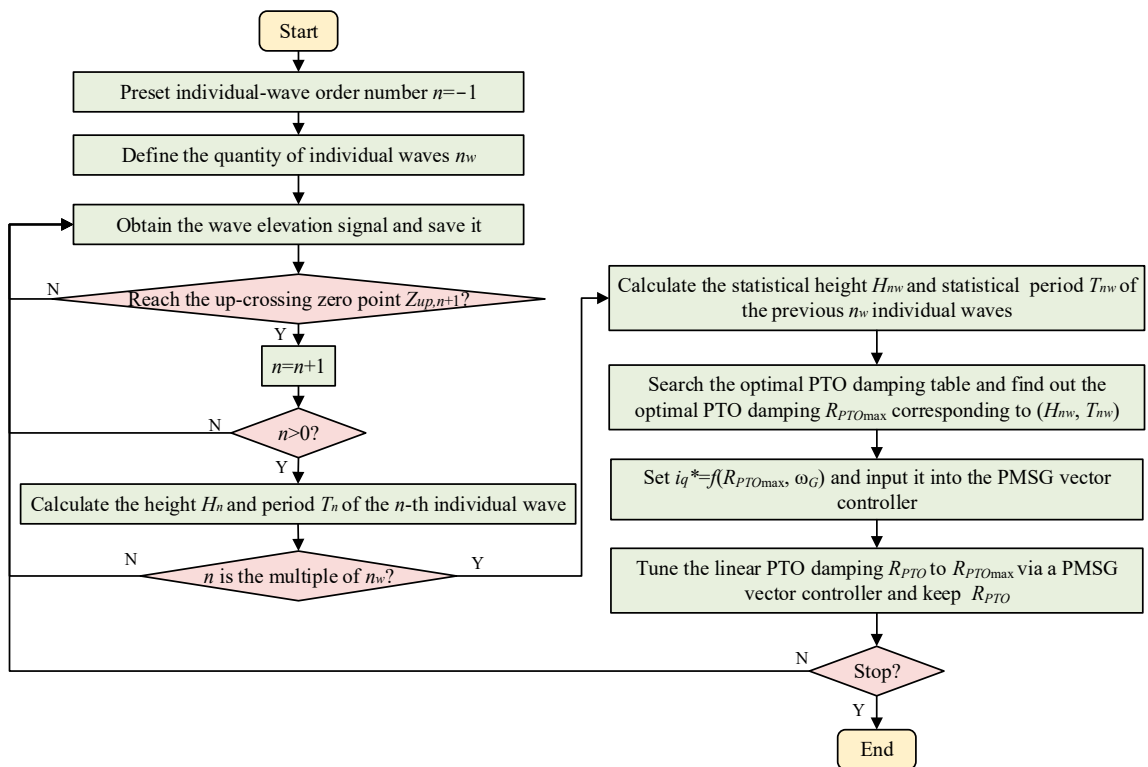 Start
Preset individual-wave order number n=−1
Define the quantity of individual waves nw
Obtain the wave elevation signal and save it
N
Reach the up-crossing zero point Zup,n+1?
Y
n=n+1
N
n>0?
Y
Calculate the height Hn and period Tn of the n-th individual wave
N
n is the multiple of nw?
Y
Calculate the statistical height Hnw and statistical period Tnw of
the previous nw individual waves
Search the optimal PTO damping table and find out the
optimal PTO damping RPTOmax corresponding to (Hnw, Tnw)
Set iq*=f(RPTOmax, ωG) and input it into the PMSG vector
controller
Tune the linear PTO damping RPTO to RPTOmax via a PMSG
vector controller and keep RPTO
N
Stop?
Y
End